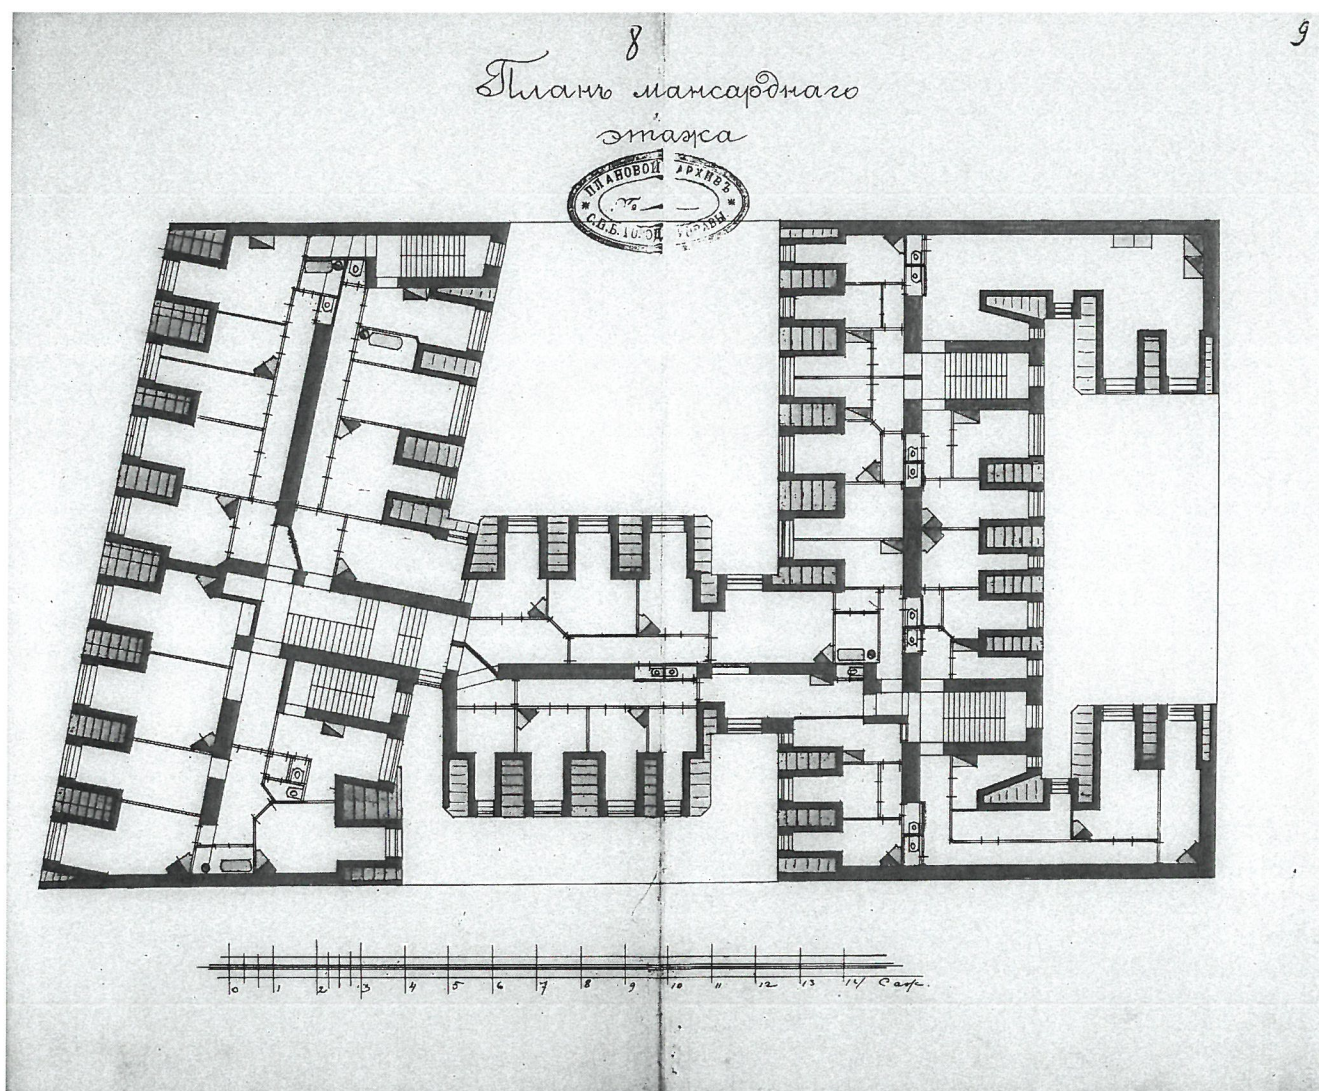 8
9
Планъ мансарднаго
этажа
ПЛАНОВОЙ АРХИВЪ
С.П.Б. ГОРОД. УПРАВЫ
0 1 2 3 4 5 6 7 8 9 10 11 12 13 14 Саж.